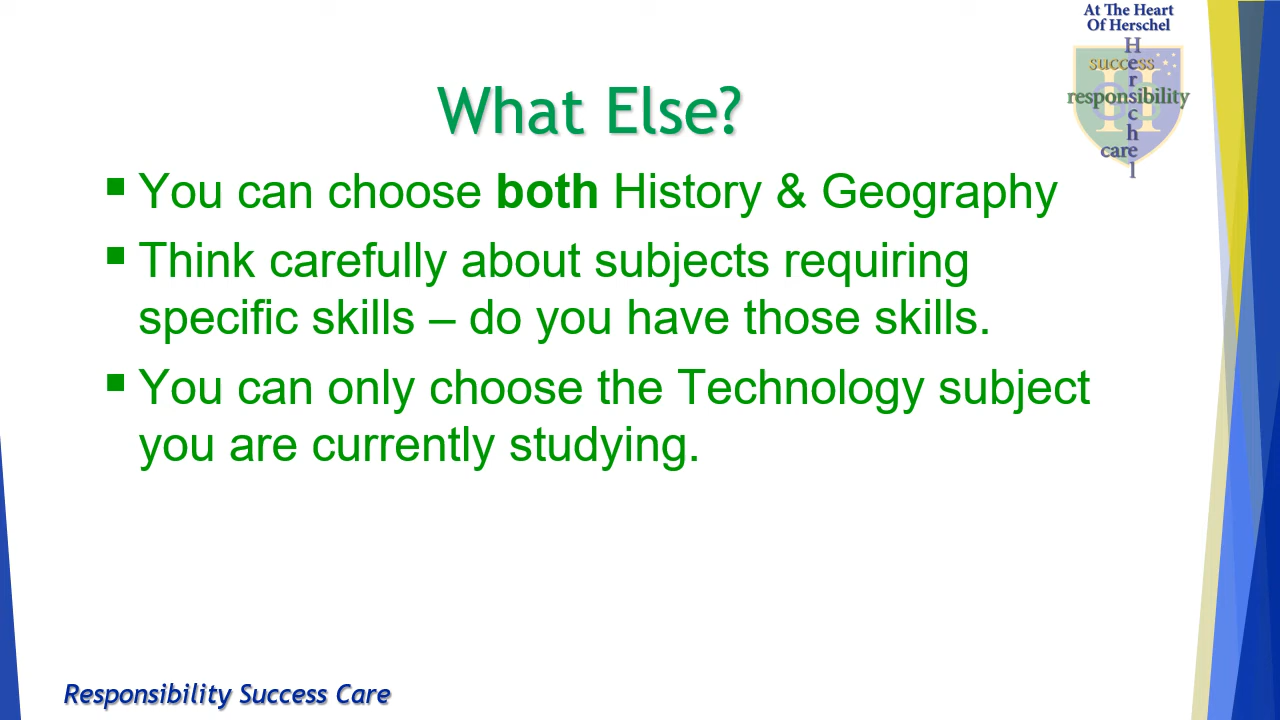 At The Heart
Of Herschel
Herschel
success
responsibility
care
What Else?
▪ You can choose both History & Geography
▪ Think carefully about subjects requiring
specific skills – do you have those skills.
▪ You can only choose the Technology subject
you are currently studying.
Responsibility Success Care